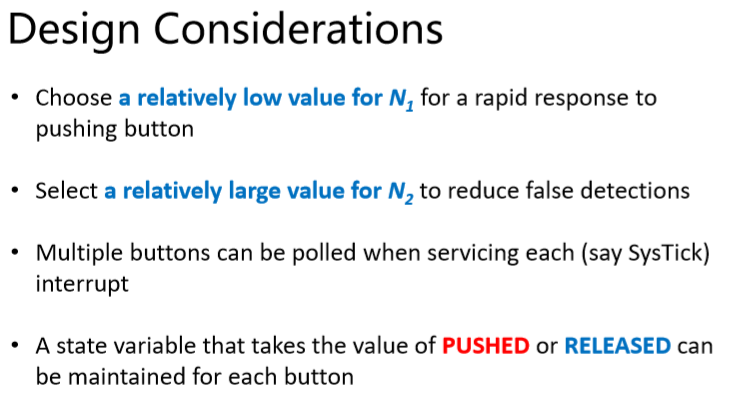 Design Considerations
• Choose a relatively low value for N₁ for a rapid response to
pushing button
• Select a relatively large value for N₂ to reduce false detections
• Multiple buttons can be polled when servicing each (say SysTick)
interrupt
• A state variable that takes the value of PUSHED or RELEASED can
be maintained for each button